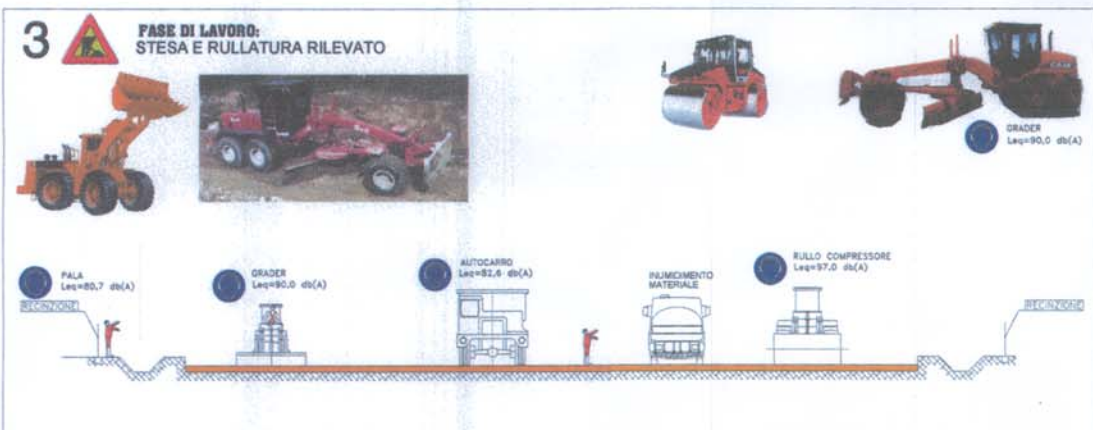 3
FASE DI LAVORO:
STESA E RULLATURA RILEVATO
GRADER
Leq=90,0 db(A)
PALA
Leq=80,7 db(A)
GRADER
Leq=90,0 db(A)
AUTOCARRO
Leq=82,6 db(A)
INUMIDIMENTO
MATERIALE
RULLO COMPRESSORE
Leq=97,0 db(A)
RECINZIONE
RECINZIONE